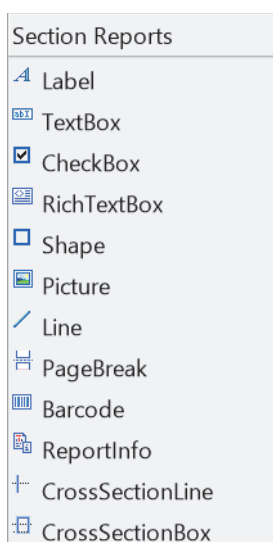 Section Reports
Label
TextBox
CheckBox
RichTextBox
Shape
Picture
Line
PageBreak
Barcode
ReportInfo
CrossSectionLine
CrossSectionBox